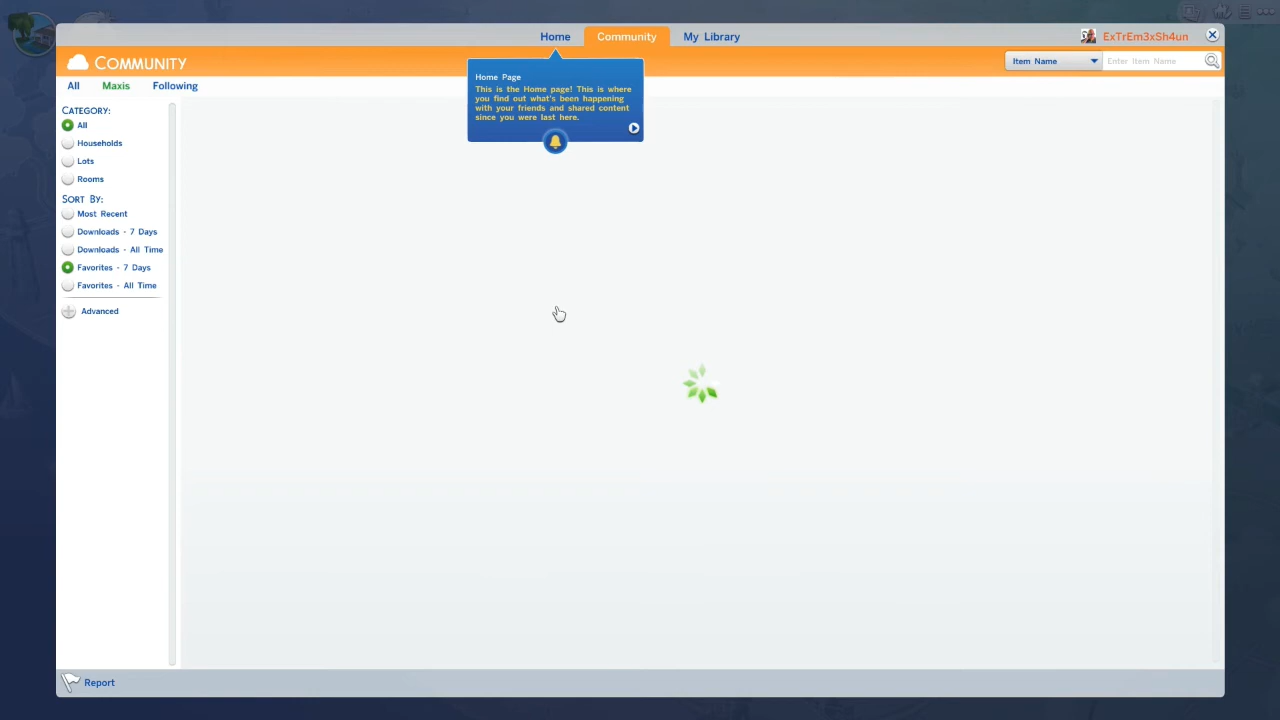 Home
Community
My Library
ExTrEm3xSh4un
COMMUNITY
Item Name
Enter Item Name
All
Maxis
Following
Home Page
This is the Home page! This is where
you find out what's been happening
with your friends and shared content
since you were last here.
CATEGORY:
All
Households
Lots
Rooms
SORT BY:
Most Recent
Downloads - 7 Days
Downloads - All Time
Favorites - 7 Days
Favorites - All Time
Advanced
Report